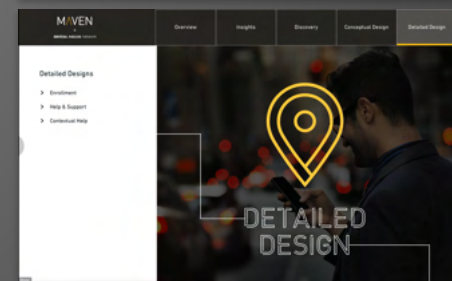 MAVEN
Overview
Insights
Discovery
Conceptual Design
Detailed Design
Detailed Designs
> Enrollment
> Help & Support
> Contextual Help
DETAILED
DESIGN